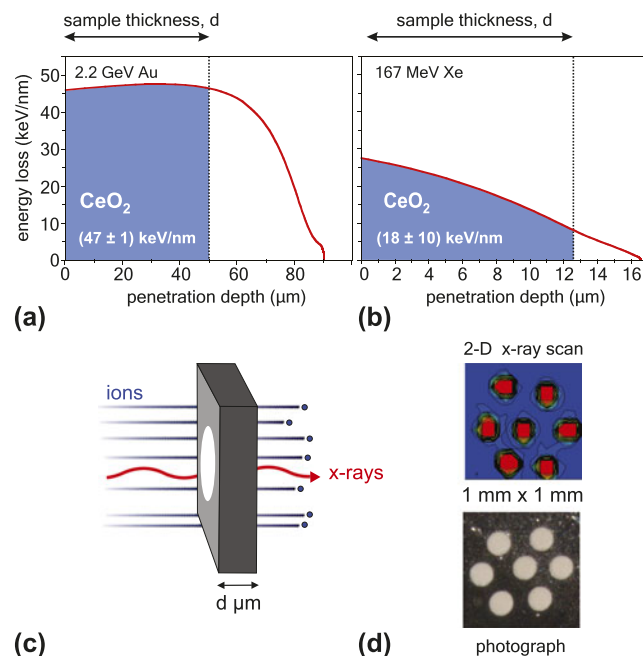 (a)
sample thickness, d
2.2 GeV Au
energy loss (keV/nm)
50
40
30
20
10
0
CeO₂
(47 ± 1) keV/nm
0 20 40 60 80
penetration depth (µm)
(b)
sample thickness, d
167 MeV Xe
CeO₂
(18 ± 10) keV/nm
0 2 4 6 8 10 12 14 16
penetration depth (µm)
(c)
ions
x-rays
d µm
(d)
2-D x-ray scan
1 mm x 1 mm
photograph